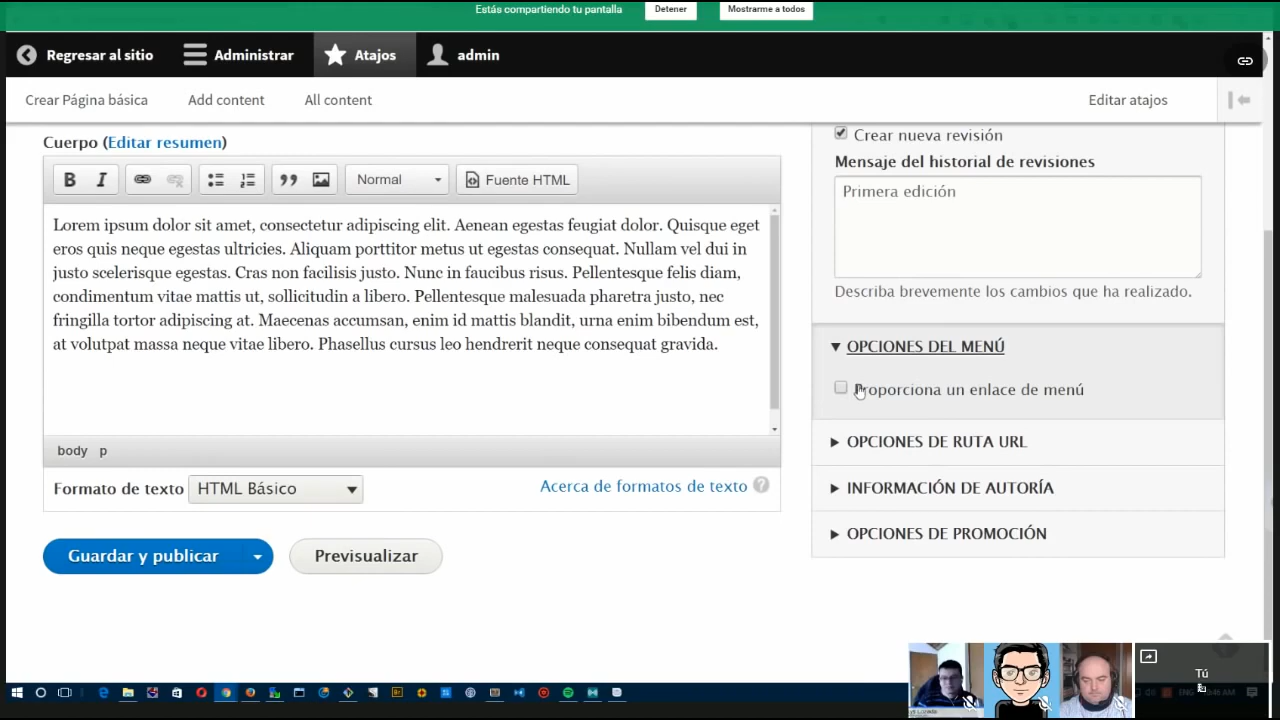 Estás compartiendo tu pantalla
Detener
Mostrarme a todos
Regresar al sitio
Administrar
Atajos
admin
Crear Página básica
Add content
All content
Editar atajos
Cuerpo (Editar resumen)
B I
Normal
Fuente HTML
Lorem ipsum dolor sit amet, consectetur adipiscing elit. Aenean egestas feugiat dolor. Quisque eget
eros quis neque egestas ultricies. Aliquam porttitor metus ut egestas consequat. Nullam vel dui in
justo scelerisque egestas. Cras non facilisis justo. Nunc in faucibus risus. Pellentesque felis diam,
condimentum vitae mattis ut, sollicitudin a libero. Pellentesque malesuada pharetra justo, nec
fringilla tortor adipiscing at. Maecenas accumsan, enim id mattis blandit, urna enim bibendum est,
at volutpat massa neque vitae libero. Phasellus cursus leo hendrerit neque consequat gravida.
body p
Formato de texto
HTML Básico
Acerca de formatos de texto
Guardar y publicar
Previsualizar
Crear nueva revisión
Mensaje del historial de revisiones
Primera edición
Describa brevemente los cambios que ha realizado.
OPCIONES DEL MENÚ
Proporciona un enlace de menú
OPCIONES DE RUTA URL
INFORMACIÓN DE AUTORÍA
OPCIONES DE PROMOCIÓN
Tú